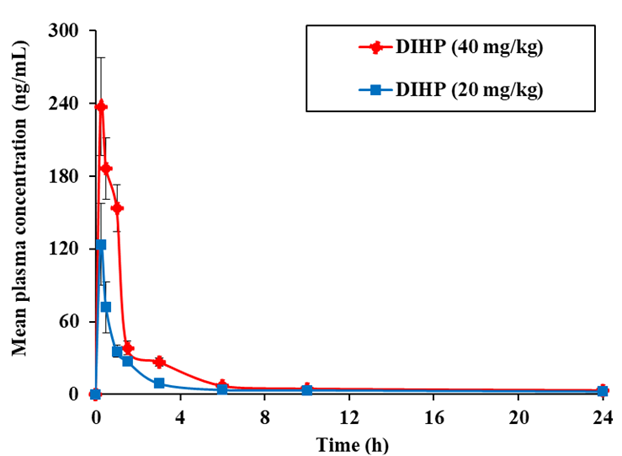 300
240
180
120
60
0
Mean plasma concentration (ng/mL)
DIHP (40 mg/kg)
DIHP (20 mg/kg)
0 4 8 12 16 20 24
Time (h)